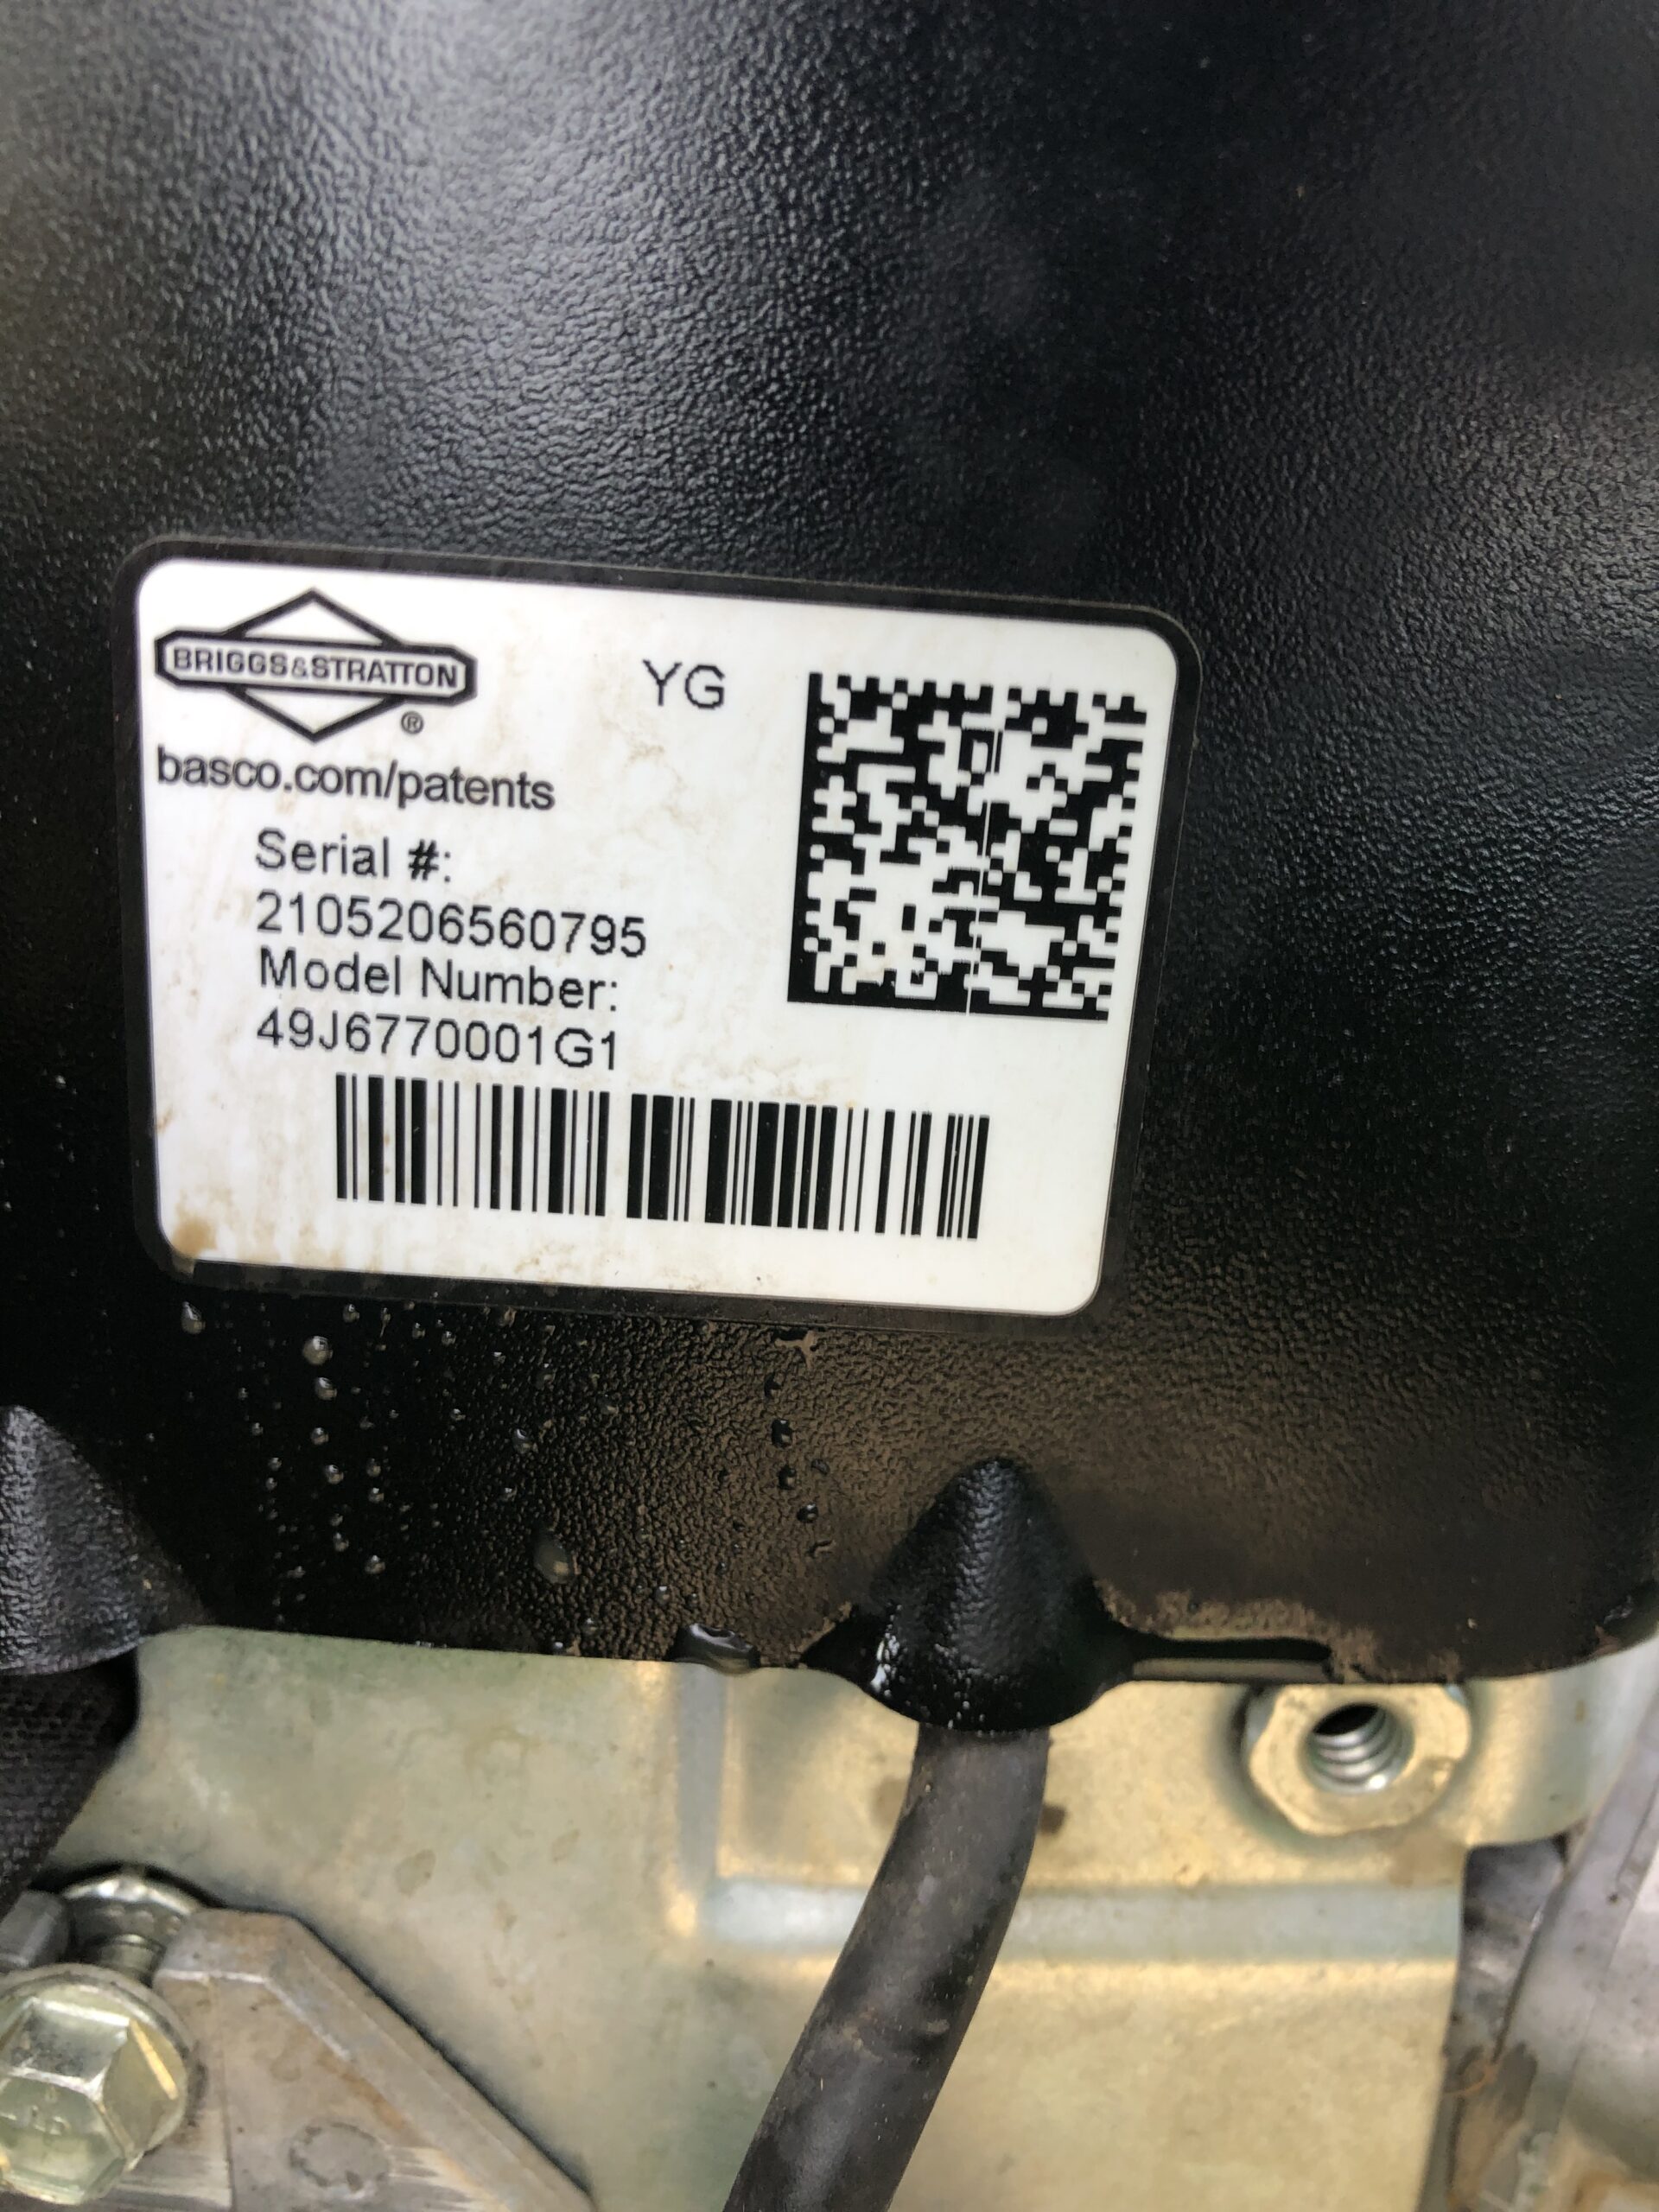 BRIGGS&STRATTON
®
YG
basco.com/patents
Serial #:
2105206560795
Model Number:
49J6770001G1